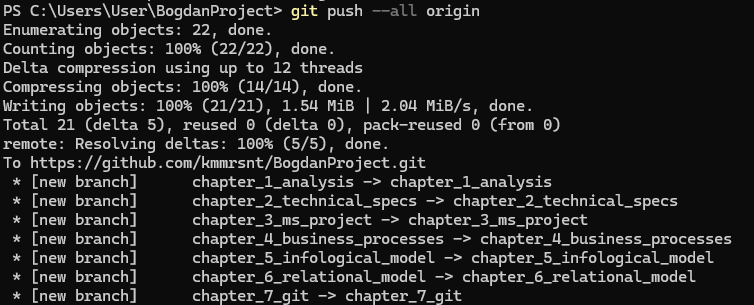 PS C:\Users\User\BogdanProject> git push --all origin
Enumerating objects: 22, done.
Counting objects: 100% (22/22), done.
Delta compression using up to 12 threads
Compressing objects: 100% (14/14), done.
Writing objects: 100% (21/21), 1.54 MiB | 2.04 MiB/s, done.
Total 21 (delta 5), reused 0 (delta 0), pack-reused 0 (from 0)
remote: Resolving deltas: 100% (5/5), done.
To https://github.com/kmmrsnt/BogdanProject.git
 * [new branch]      chapter_1_analysis -> chapter_1_analysis
 * [new branch]      chapter_2_technical_specs -> chapter_2_technical_specs
 * [new branch]      chapter_3_ms_project -> chapter_3_ms_project
 * [new branch]      chapter_4_business_processes -> chapter_4_business_processes
 * [new branch]      chapter_5_infological_model -> chapter_5_infological_model
 * [new branch]      chapter_6_relational_model -> chapter_6_relational_model
 * [new branch]      chapter_7_git -> chapter_7_git